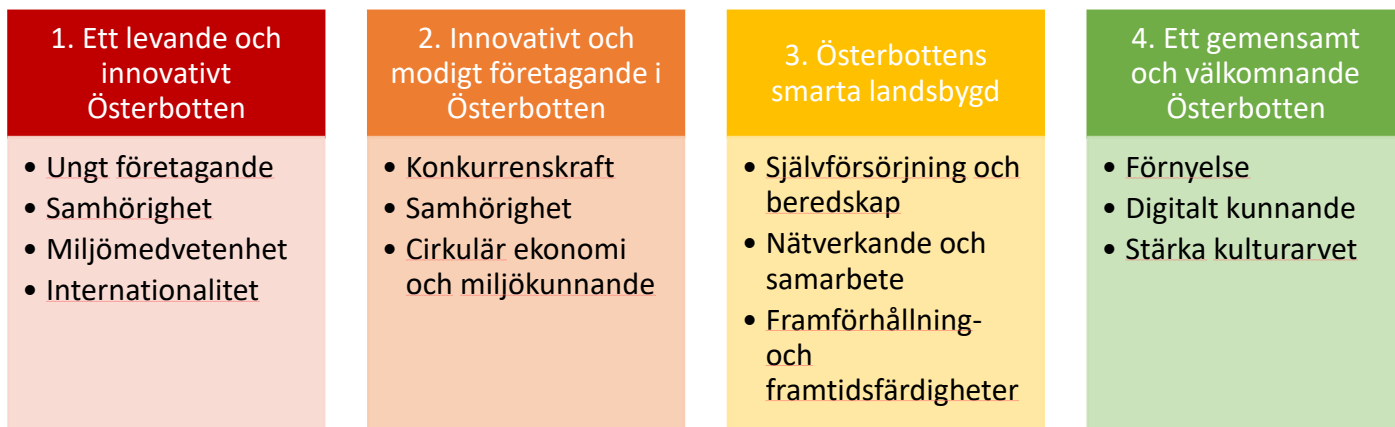 1. Ett levande och
innovativt
Österbotten
• Ungt företagande
• Samhörighet
• Miljömedvetenhet
• Internationalitet
2. Innovativt och
modigt företagande i
Österbotten
• Konkurrenskraft
• Samhörighet
• Cirkulär ekonomi
och miljökunnande
3. Österbottens
smarta landsbygd
• Självförsörjning och
beredskap
• Nätverkande och
samarbete
• Framförhållning-
och
framtidsfärdigheter
4. Ett gemensamt
och välkomnande
Österbotten
• Förnyelse
• Digitalt kunnande
• Stärka kulturarvet